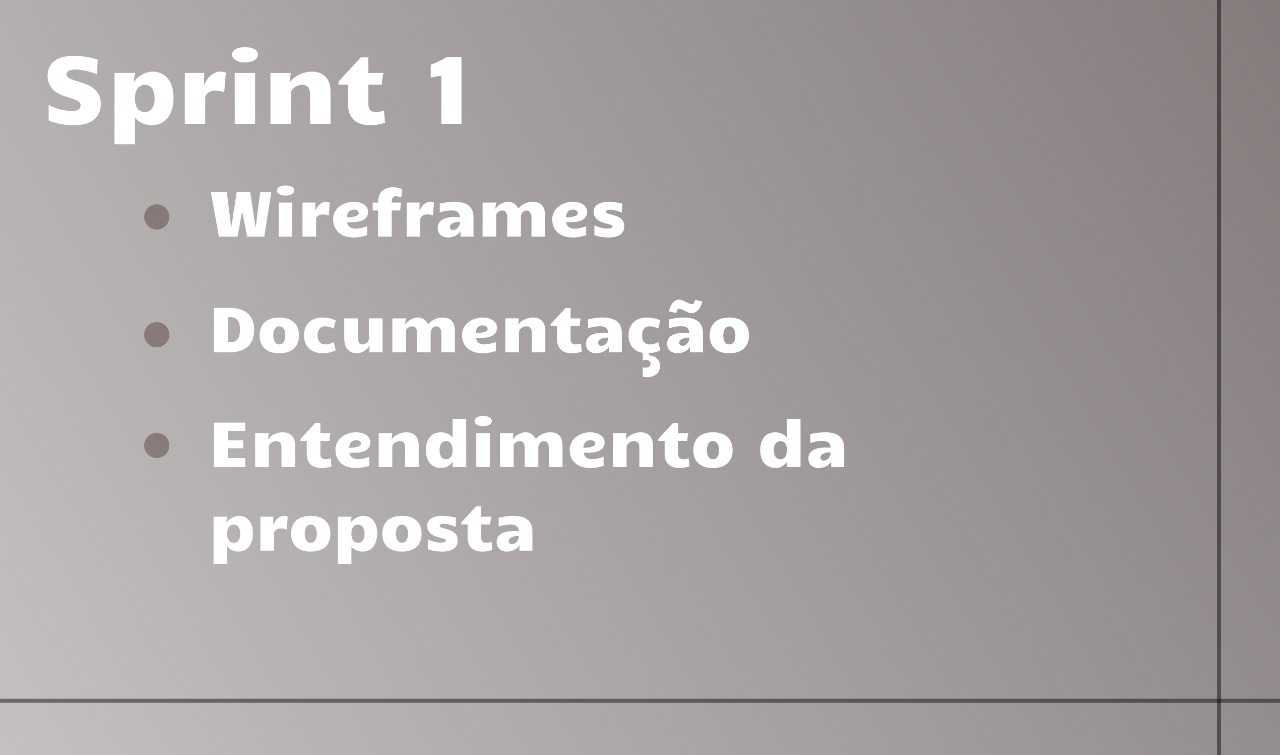 Sprint 1
Wireframes
Documentação
Entendimento da
proposta